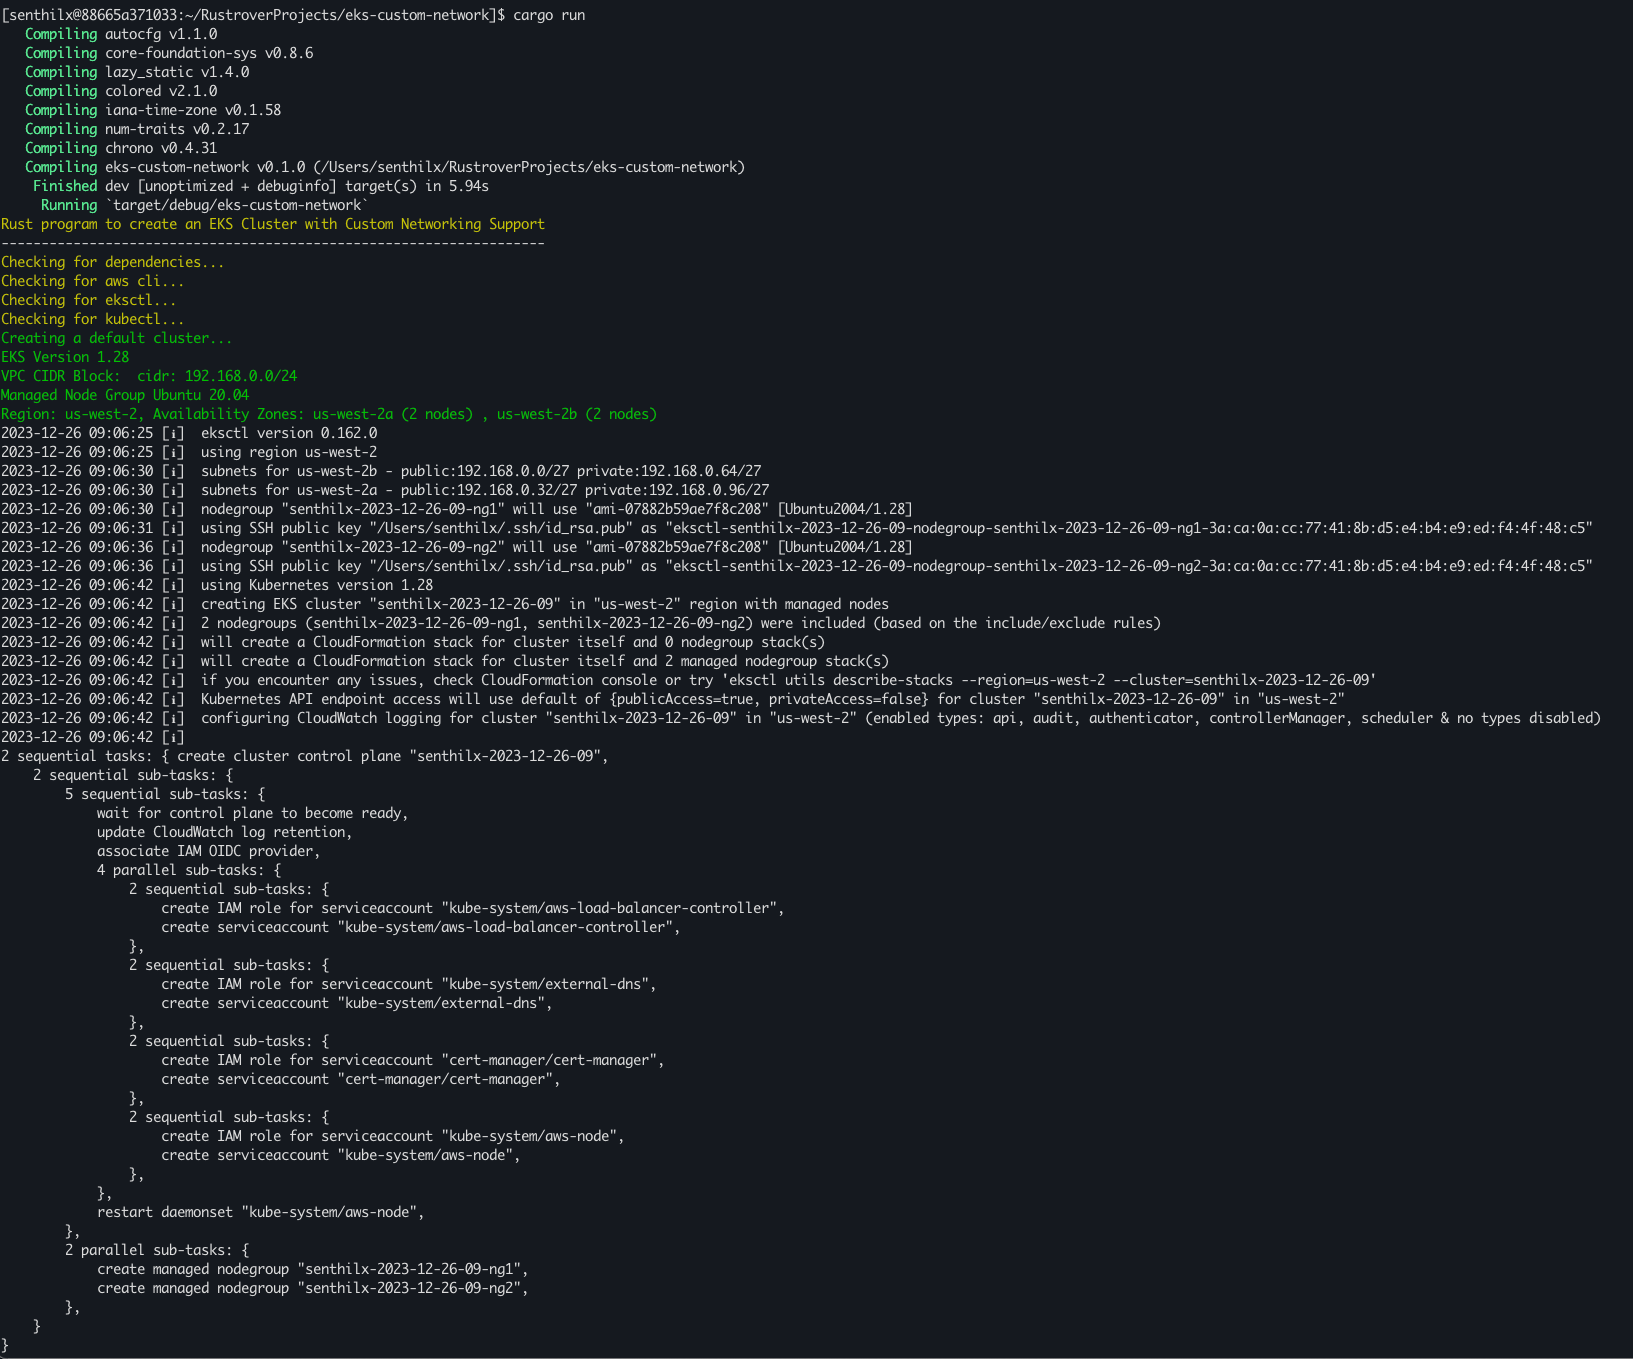 [senthilx@88665a371033:~/RustroverProjects/eks-custom-network]$ cargo run
   Compiling autocfg v1.1.0
   Compiling core-foundation-sys v0.8.6
   Compiling lazy_static v1.4.0
   Compiling colored v2.1.0
   Compiling iana-time-zone v0.1.58
   Compiling num-traits v0.2.17
   Compiling chrono v0.4.31
   Compiling eks-custom-network v0.1.0 (/Users/senthilx/RustroverProjects/eks-custom-network)
    Finished dev [unoptimized + debuginfo] target(s) in 5.94s
     Running `target/debug/eks-custom-network`
Rust program to create an EKS Cluster with Custom Networking Support
--------------------------------------------------------------------
Checking for dependencies...
Checking for aws cli...
Checking for eksctl...
Checking for kubectl...
Creating a default cluster...
EKS Version 1.28
VPC CIDR Block:  cidr: 192.168.0.0/24
Managed Node Group Ubuntu 20.04
Region: us-west-2, Availability Zones: us-west-2a (2 nodes) , us-west-2b (2 nodes)
2023-12-26 09:06:25 [ℹ]  eksctl version 0.162.0
2023-12-26 09:06:25 [ℹ]  using region us-west-2
2023-12-26 09:06:30 [ℹ]  subnets for us-west-2b - public:192.168.0.0/27 private:192.168.0.64/27
2023-12-26 09:06:30 [ℹ]  subnets for us-west-2a - public:192.168.0.32/27 private:192.168.0.96/27
2023-12-26 09:06:30 [ℹ]  nodegroup "senthilx-2023-12-26-09-ng1" will use "ami-07882b59ae7f8c208" [Ubuntu2004/1.28]
2023-12-26 09:06:31 [ℹ]  using SSH public key "/Users/senthilx/.ssh/id_rsa.pub" as "eksctl-senthilx-2023-12-26-09-nodegroup-senthilx-2023-12-26-09-ng1-3a:ca:0a:cc:77:41:8b:d5:e4:b4:e9:ed:f4:4f:48:c5"
2023-12-26 09:06:36 [ℹ]  nodegroup "senthilx-2023-12-26-09-ng2" will use "ami-07882b59ae7f8c208" [Ubuntu2004/1.28]
2023-12-26 09:06:36 [ℹ]  using SSH public key "/Users/senthilx/.ssh/id_rsa.pub" as "eksctl-senthilx-2023-12-26-09-nodegroup-senthilx-2023-12-26-09-ng2-3a:ca:0a:cc:77:41:8b:d5:e4:b4:e9:ed:f4:4f:48:c5"
2023-12-26 09:06:42 [ℹ]  using Kubernetes version 1.28
2023-12-26 09:06:42 [ℹ]  creating EKS cluster "senthilx-2023-12-26-09" in "us-west-2" region with managed nodes
2023-12-26 09:06:42 [ℹ]  2 nodegroups (senthilx-2023-12-26-09-ng1, senthilx-2023-12-26-09-ng2) were included (based on the include/exclude rules)
2023-12-26 09:06:42 [ℹ]  will create a CloudFormation stack for cluster itself and 0 nodegroup stack(s)
2023-12-26 09:06:42 [ℹ]  will create a CloudFormation stack for cluster itself and 2 managed nodegroup stack(s)
2023-12-26 09:06:42 [ℹ]  if you encounter any issues, check CloudFormation console or try 'eksctl utils describe-stacks --region=us-west-2 --cluster=senthilx-2023-12-26-09'
2023-12-26 09:06:42 [ℹ]  Kubernetes API endpoint access will use default of {publicAccess=true, privateAccess=false} for cluster "senthilx-2023-12-26-09" in "us-west-2"
2023-12-26 09:06:42 [ℹ]  configuring CloudWatch logging for cluster "senthilx-2023-12-26-09" in "us-west-2" (enabled types: api, audit, authenticator, controllerManager, scheduler & no types disabled)
2023-12-26 09:06:42 [ℹ]
2 sequential tasks: { create cluster control plane "senthilx-2023-12-26-09",
    2 sequential sub-tasks: {
        5 sequential sub-tasks: {
            wait for control plane to become ready,
            update CloudWatch log retention,
            associate IAM OIDC provider,
            4 parallel sub-tasks: {
                2 sequential sub-tasks: {
                    create IAM role for serviceaccount "kube-system/aws-load-balancer-controller",
                    create serviceaccount "kube-system/aws-load-balancer-controller",
                },
                2 sequential sub-tasks: {
                    create IAM role for serviceaccount "kube-system/external-dns",
                    create serviceaccount "kube-system/external-dns",
                },
                2 sequential sub-tasks: {
                    create IAM role for serviceaccount "cert-manager/cert-manager",
                    create serviceaccount "cert-manager/cert-manager",
                },
                2 sequential sub-tasks: {
                    create IAM role for serviceaccount "kube-system/aws-node",
                    create serviceaccount "kube-system/aws-node",
                },
            },
            restart daemonset "kube-system/aws-node",
        },
        2 parallel sub-tasks: {
            create managed nodegroup "senthilx-2023-12-26-09-ng1",
            create managed nodegroup "senthilx-2023-12-26-09-ng2",
        },
    }
}